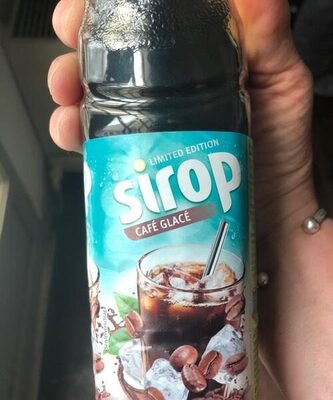 LIMITED EDITION
sirop
CAFÉ GLACÉ